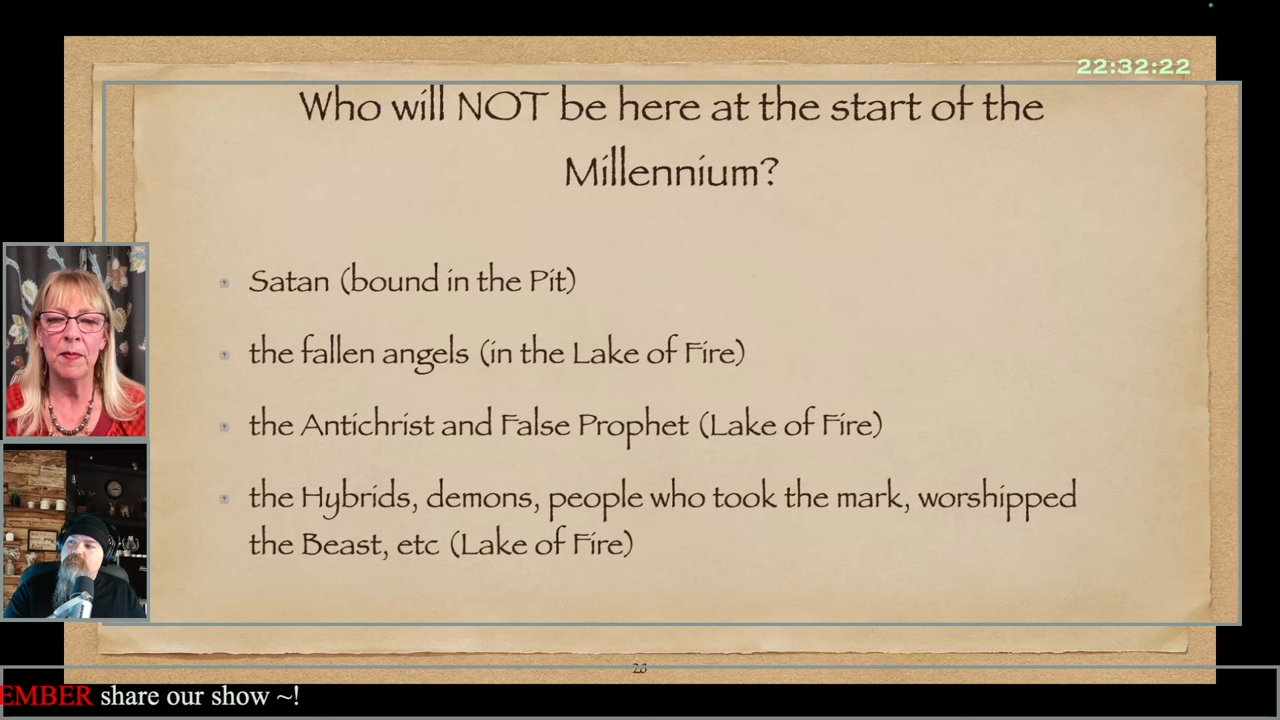 22:32:22
Who will NOT be here at the start of the
Millennium?
Satan (bound in the Pit)
the fallen angels (in the Lake of Fire)
the Antichrist and False Prophet (Lake of Fire)
the Hybrids, demons, people who took the mark, worshipped
the Beast, etc (Lake of Fire)
EMBER share our show ~!